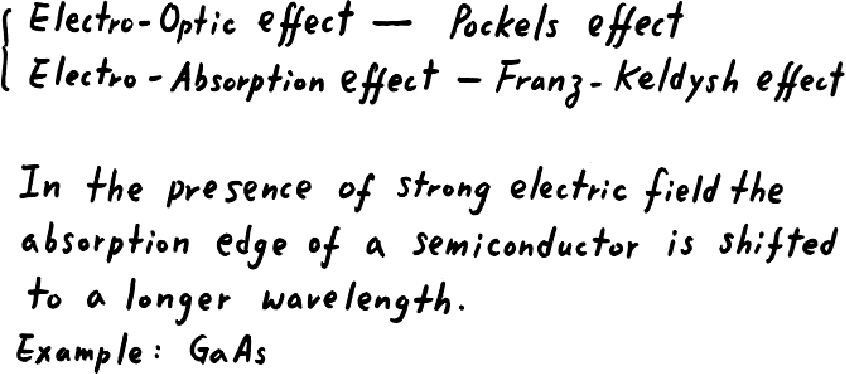 Electro-Optic effect — Pockels effect
Electro-Absorption effect – Franz-Keldysh effect
In the presence of strong electric field the
absorption edge of a semiconductor is shifted
to a longer wavelength.
Example: GaAs